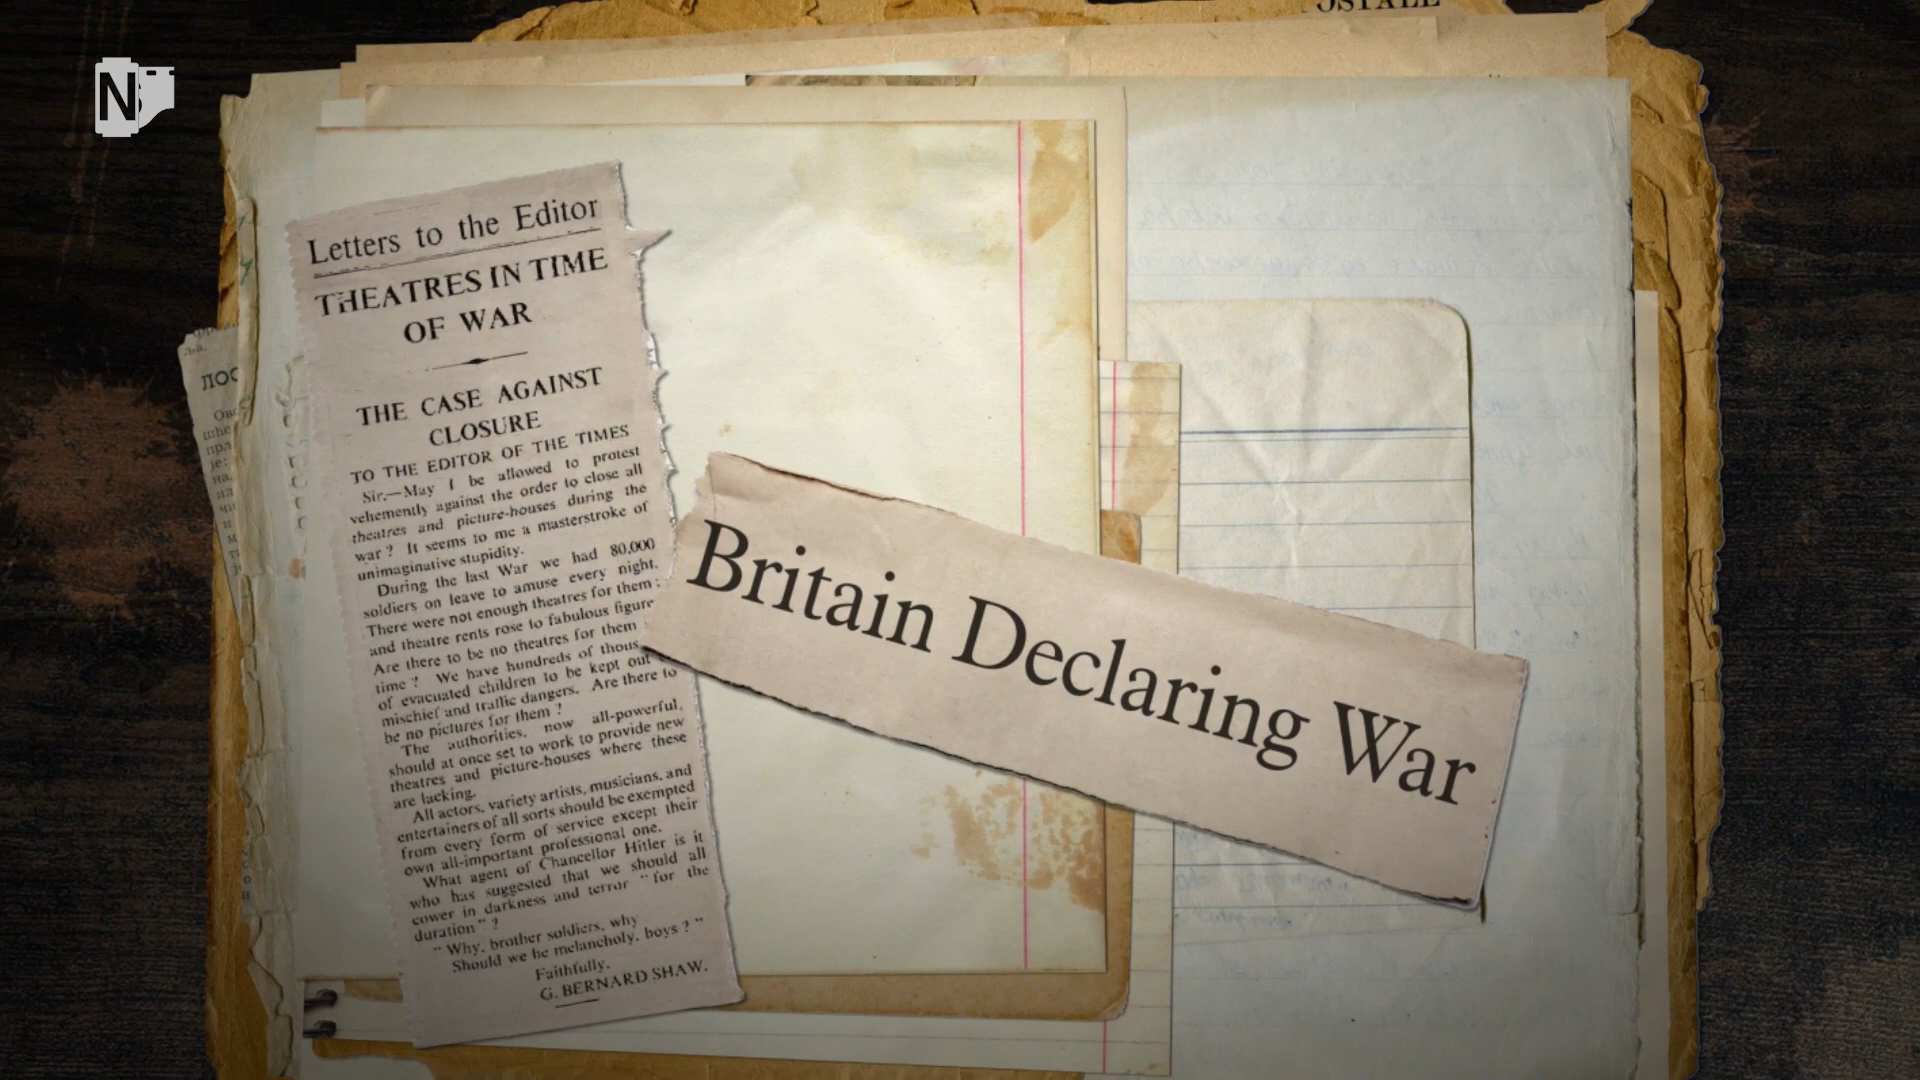 OSTALE
N
Letters to the Editor
THEATRES IN TIME
OF WAR
THE CASE AGAINST
CLOSURE
TO THE EDITOR OF THE TIMES
Sir,—May I be allowed to protest
vehemently against the order to close all
theatres and picture-houses during the
war ? It seems to me a masterstroke of
unimaginative stupidity.
During the last War we had 80,000
soldiers on leave to amuse every night.
There were not enough theatres for them ;
and theatre rents rose to fabulous figure
Are there to be no theatres for them
time ? We have hundreds of thous
of evacuated children to be kept out
mischief and traffic dangers. Are there to
be no pictures for them ?
The authorities, now all-powerful,
should at once set to work to provide new
theatres and picture-houses where these
are lacking.
All actors, variety artists, musicians, and
entertainers of all sorts should be exempted
from every form of service except their
own all-important professional one.
What agent of Chancellor Hitler is it
who has suggested that we should all
cower in darkness and terror “ for the
duration ” ?
“ Why, brother soldiers, why
Should we be melancholy, boys ? ”
Faithfully,
G. BERNARD SHAW.
Britain Declaring War